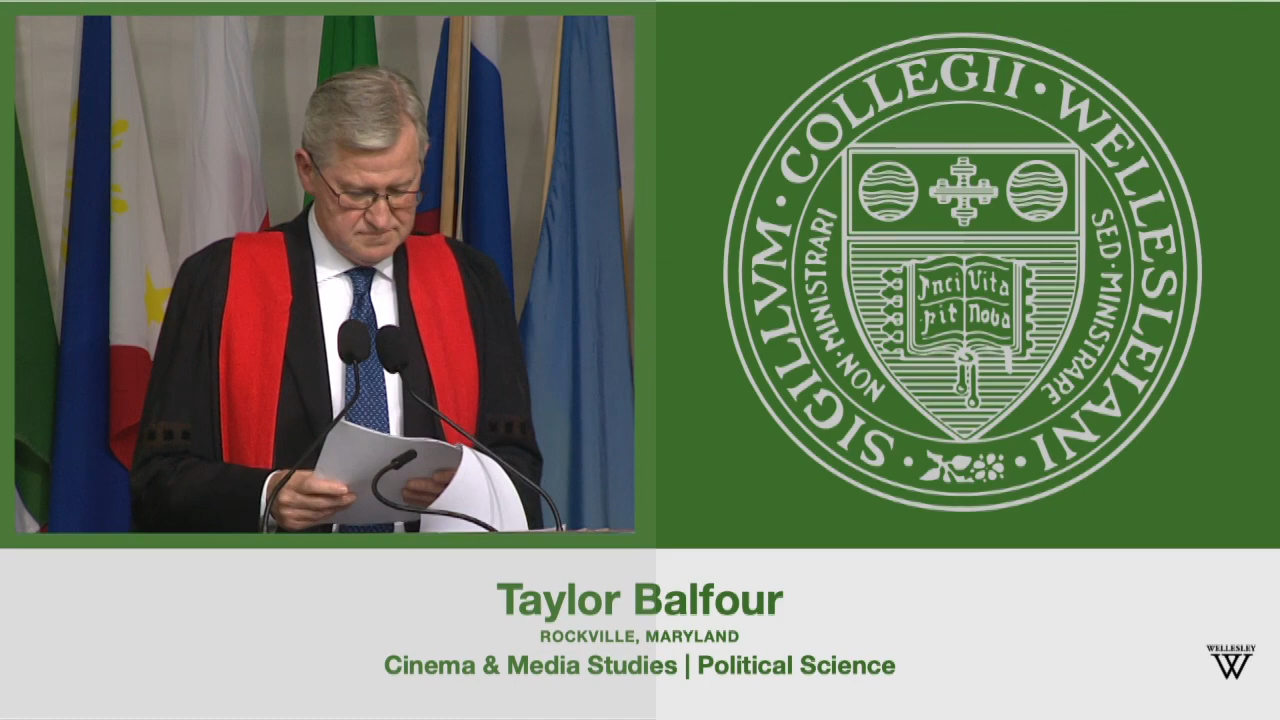 SIGILLVM · COLLEGII · WELLESLEIANI ·
NON · MINISTRARI
SED · MINISTRARE
Inci Vita
pit Nova
Taylor Balfour
ROCKVILLE, MARYLAND
Cinema & Media Studies | Political Science
WELLESLEY
W